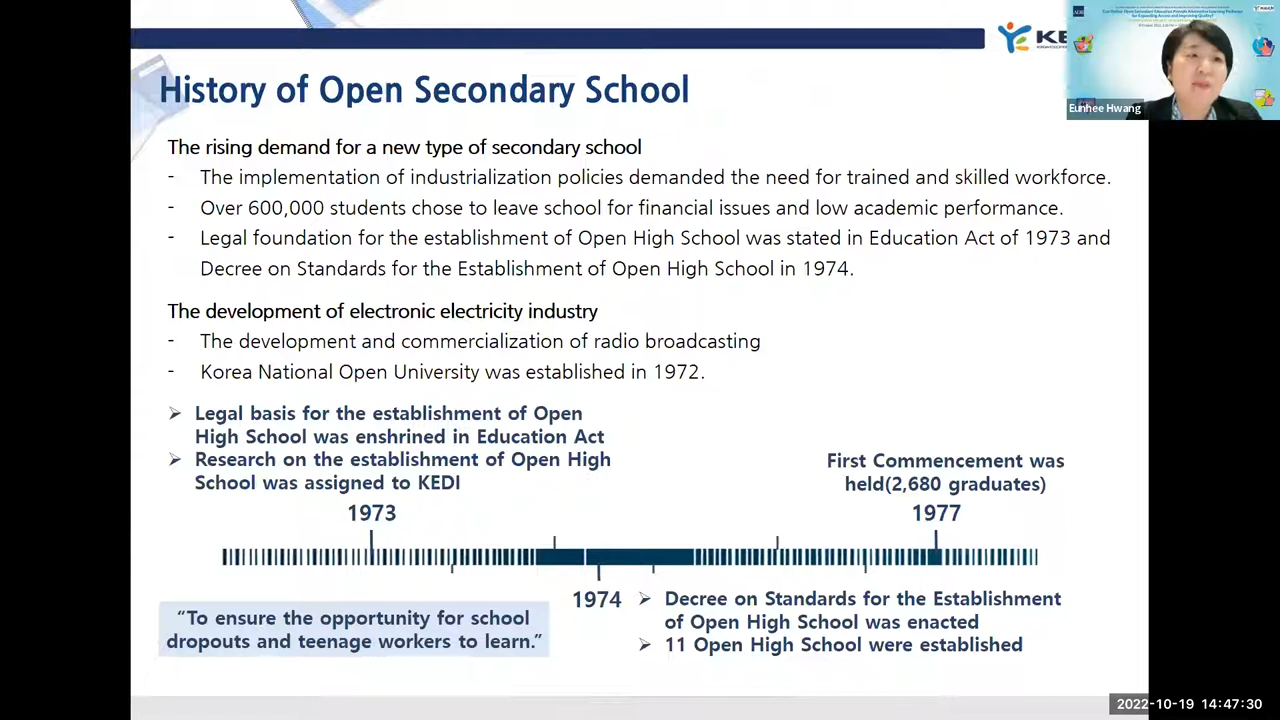 History of Open Secondary School
The rising demand for a new type of secondary school
- The implementation of industrialization policies demanded the need for trained and skilled workforce.
- Over 600,000 students chose to leave school for financial issues and low academic performance.
- Legal foundation for the establishment of Open High School was stated in Education Act of 1973 and
Decree on Standards for the Establishment of Open High School in 1974.
The development of electronic electricity industry
- The development and commercialization of radio broadcasting
- Korea National Open University was established in 1972.
➢ Legal basis for the establishment of Open
High School was enshrined in Education Act
➢ Research on the establishment of Open High
School was assigned to KEDI
1973
First Commencement was
held(2,680 graduates)
1977
1974
➢ Decree on Standards for the Establishment
of Open High School was enacted
➢ 11 Open High School were established
“To ensure the opportunity for school
dropouts and teenage workers to learn.”
Eunhee Hwang
2022-10-19 14:47:30